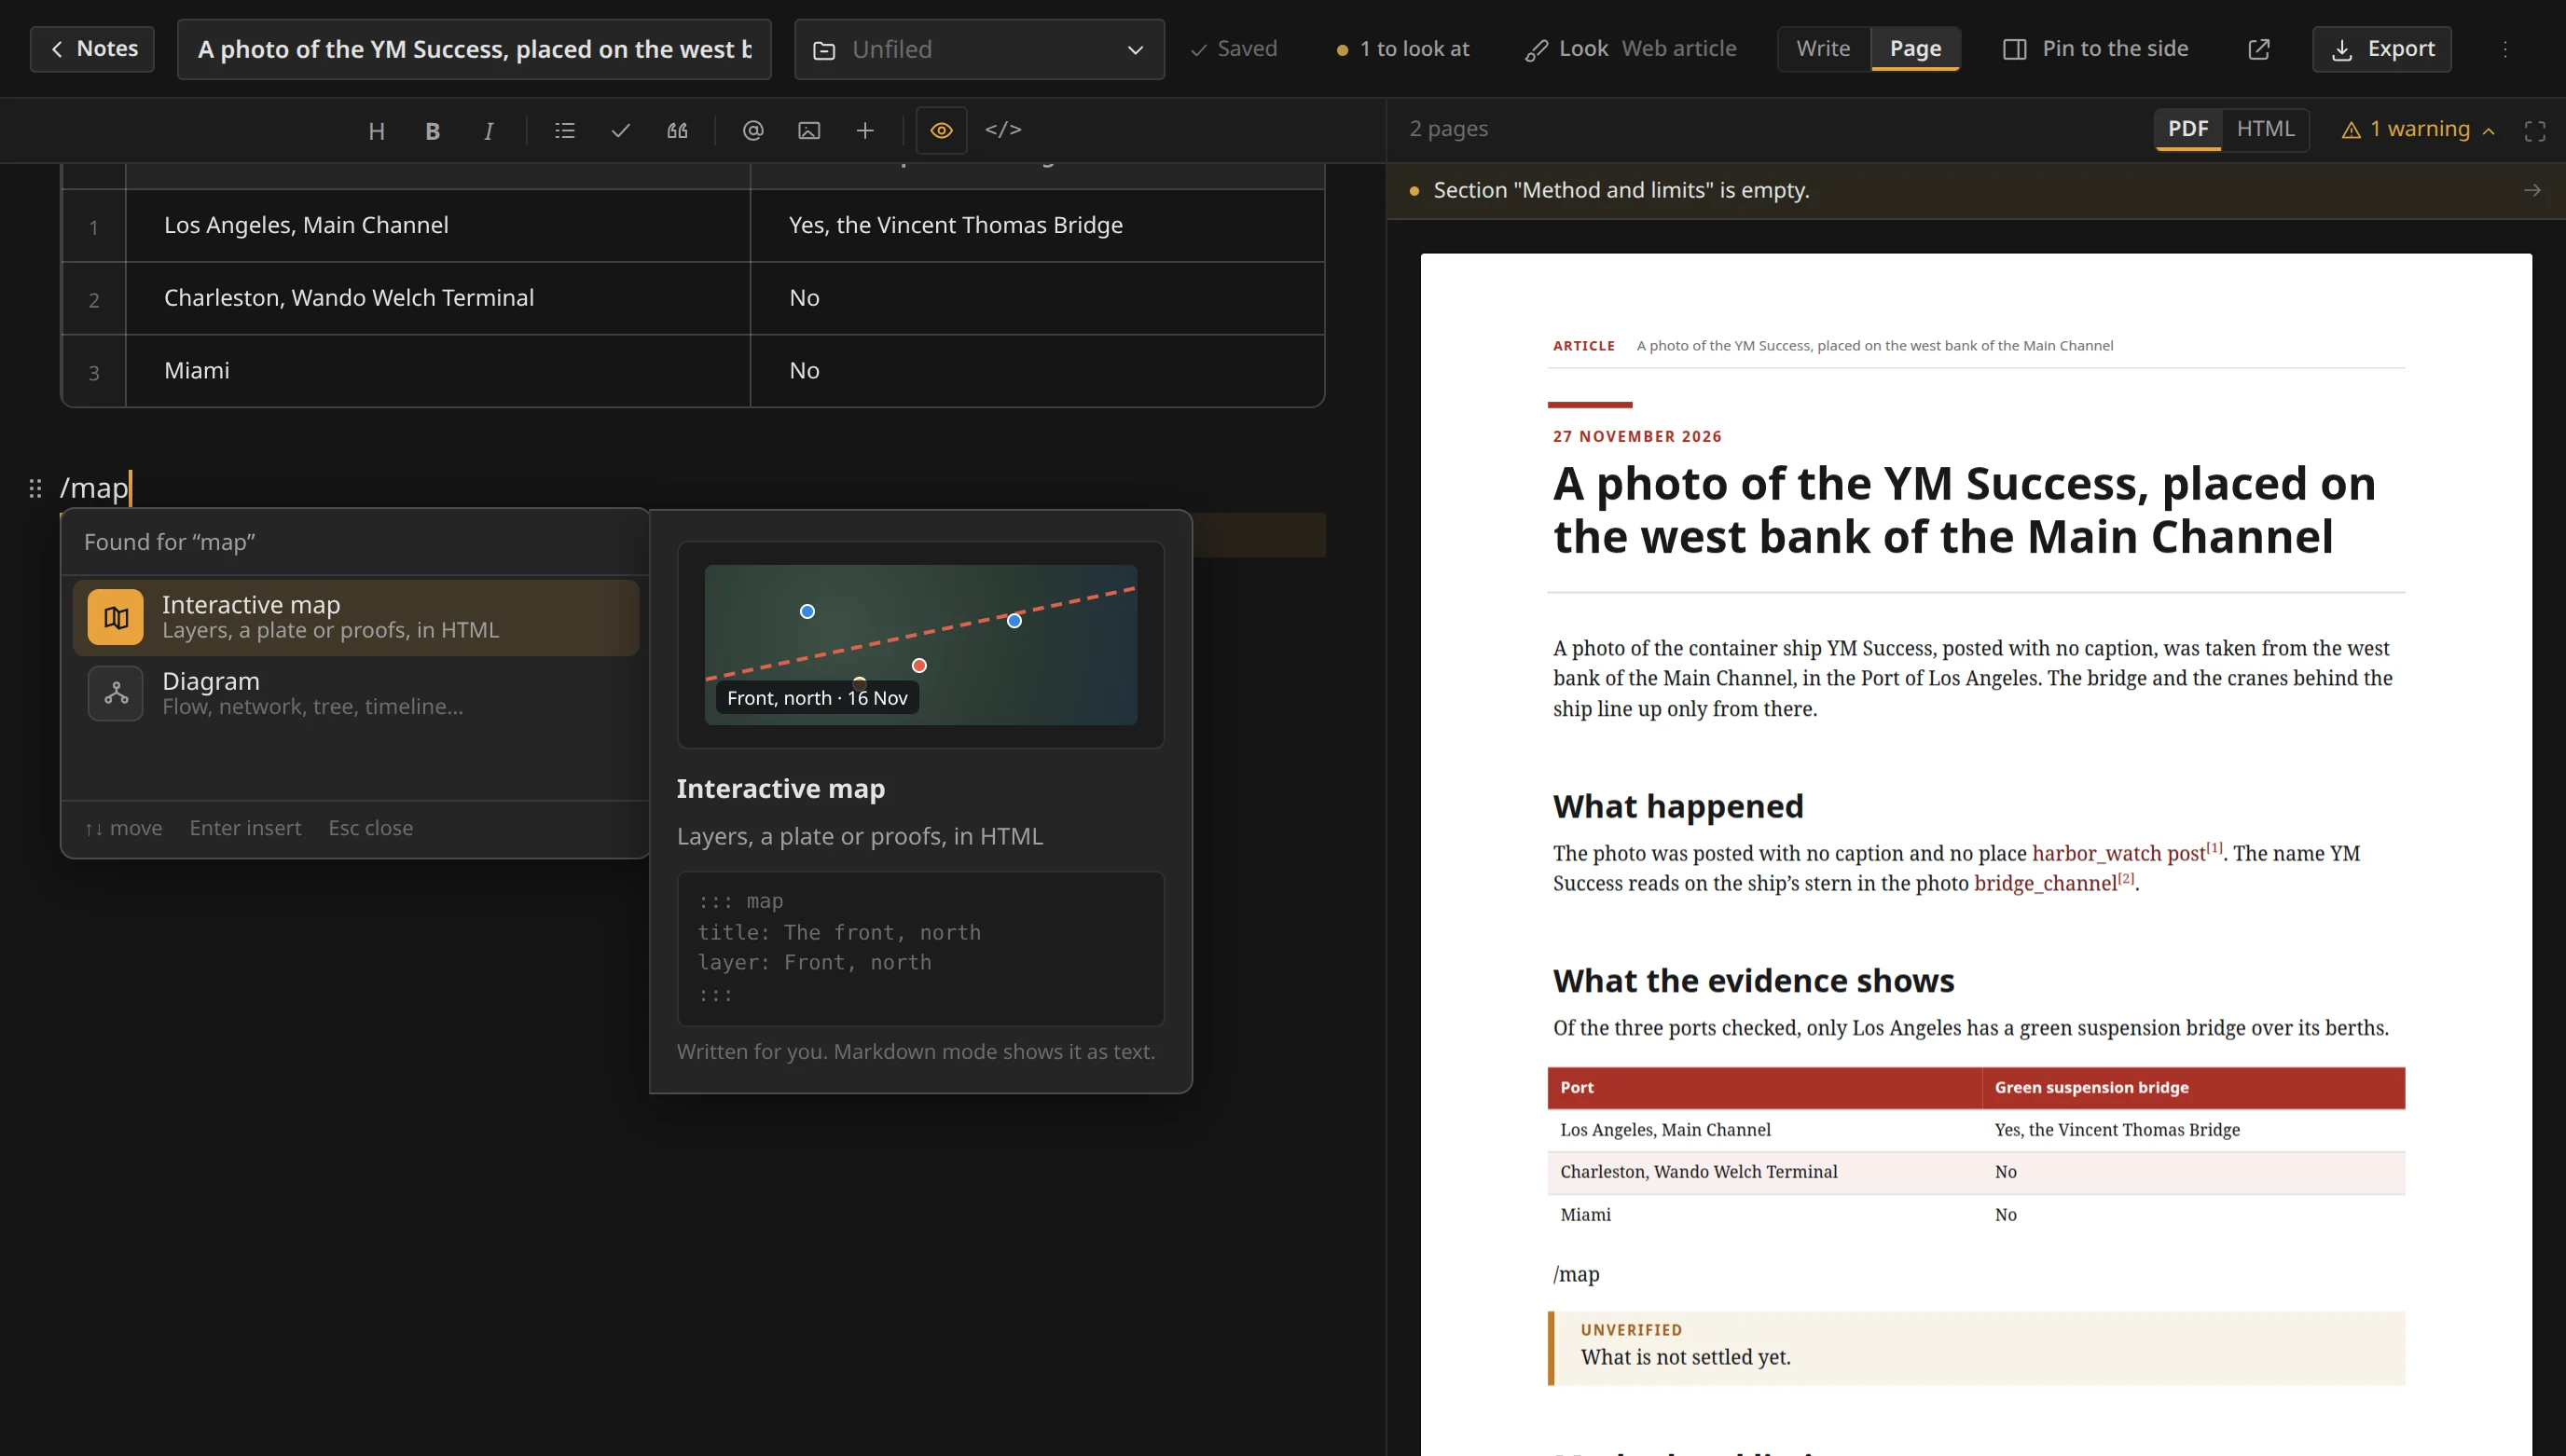 Notes
A photo of the YM Success, placed on the west b
Unfiled
Saved
1 to look at
Look Web article
Write
Page
Pin to the side
Export
H B I
@
</>
2 pages
PDF
HTML
1 warning
Section "Method and limits" is empty.
1 Los Angeles, Main Channel Yes, the Vincent Thomas Bridge
2 Charleston, Wando Welch Terminal No
3 Miami No
/map
Found for “map”
Interactive map
Layers, a plate or proofs, in HTML
Diagram
Flow, network, tree, timeline...
↑↓ move Enter insert Esc close
Front, north · 16 Nov
Interactive map
Layers, a plate or proofs, in HTML
::: map
title: The front, north
layer: Front, north
:::
Written for you. Markdown mode shows it as text.
ARTICLE A photo of the YM Success, placed on the west bank of the Main Channel
27 NOVEMBER 2026
A photo of the YM Success, placed on
the west bank of the Main Channel
A photo of the container ship YM Success, posted with no caption, was taken from the west
bank of the Main Channel, in the Port of Los Angeles. The bridge and the cranes behind the
ship line up only from there.
What happened
The photo was posted with no caption and no place harbor_watch post[1]. The name YM
Success reads on the ship’s stern in the photo bridge_channel[2].
What the evidence shows
Of the three ports checked, only Los Angeles has a green suspension bridge over its berths.
Port Green suspension bridge
Los Angeles, Main Channel Yes, the Vincent Thomas Bridge
Charleston, Wando Welch Terminal No
Miami No
/map
UNVERIFIED
What is not settled yet.